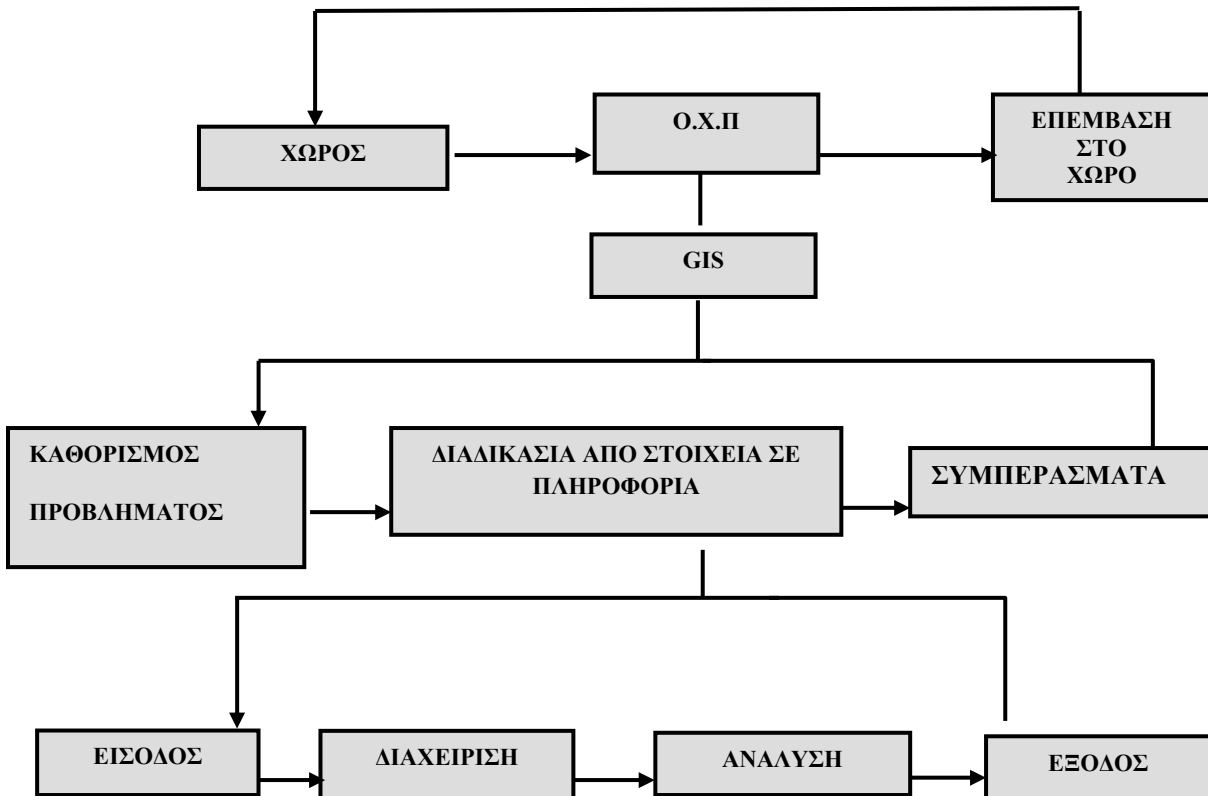 ΧΩΡΟΣ
Ο.Χ.Π
ΕΠΕΜΒΑΣΗ
ΣΤΟ
ΧΩΡΟ
GIS
ΚΑΘΟΡΙΣΜΟΣ
ΠΡΟΒΛΗΜΑΤΟΣ
ΔΙΑΔΙΚΑΣΙΑ ΑΠΟ ΣΤΟΙΧΕΙΑ ΣΕ
ΠΛΗΡΟΦΟΡΙΑ
ΣΥΜΠΕΡΑΣΜΑΤΑ
ΕΙΣΟΔΟΣ
ΔΙΑΧΕΙΡΙΣΗ
ΑΝΑΛΥΣΗ
ΕΞΟΔΟΣ